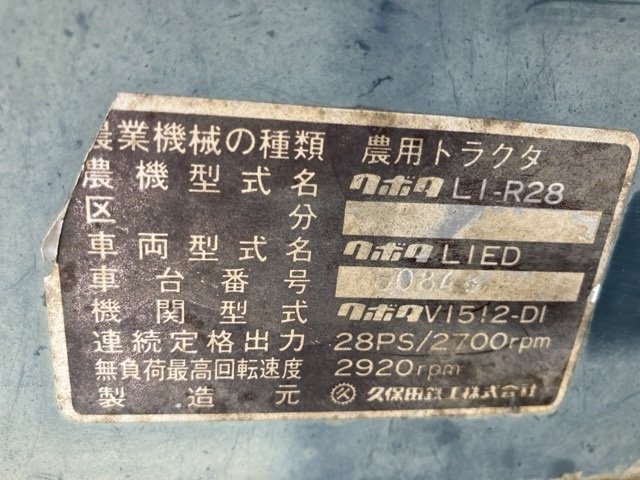 農業機械の種類 農用トラクタ
農機型式名 クボタ L1-R28
区分
車両型式名 クボタ L1ED
車台番号
機関型式 クボタ V1512-DI
連続定格出力 28PS/2700rpm
無負荷最高回転速度 2920rpm
製造元 久保田鉄工株式会社